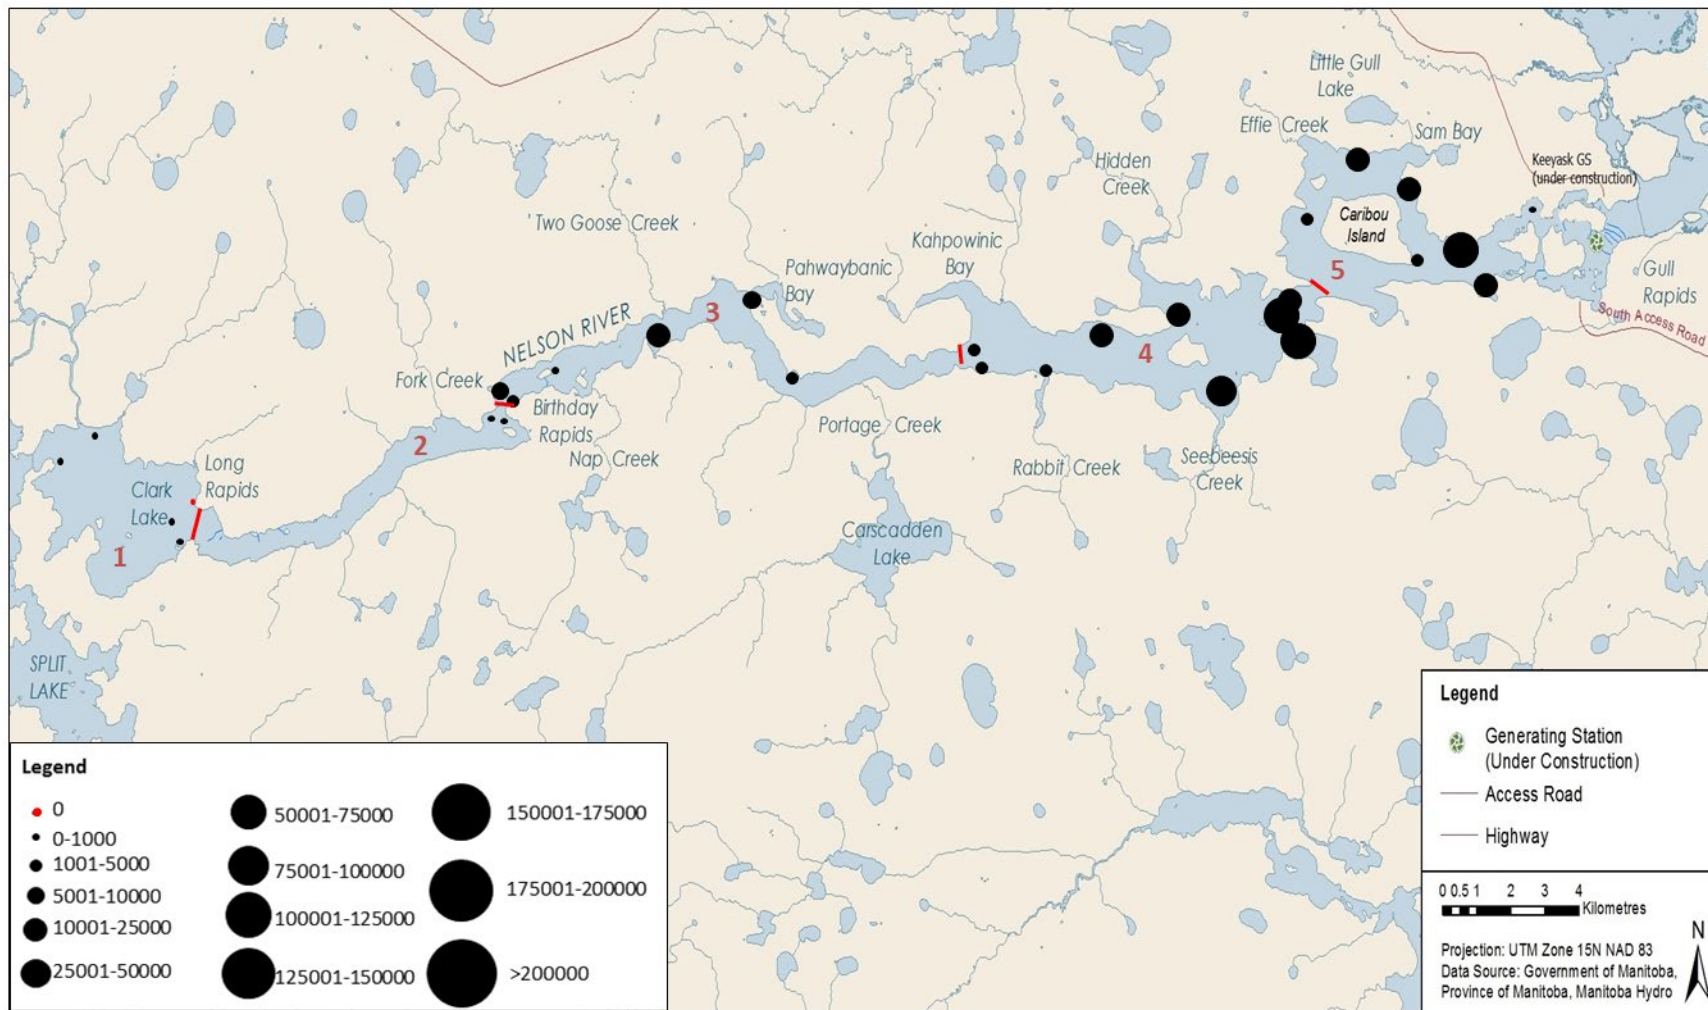 Little Gull
Lake
Effie Creek
Sam Bay
Hidden
Creek
Keeyask GS
(under construction)
Caribou
Island
' Two Goose Creek
Kahpowinic
Bay
Pahwaybanic
Bay
5
Gull
Rapids
South Access Road
3
NELSON RIVER
4
Fork Creek
Birthday
Rapids
Nap Creek
Portage Creek
Rabbit Creek
Seebeesis
Creek
2
Long
Rapids
Clark
Lake
1
Carscadden
Lake
SPLIT
LAKE
Legend
0
0-1000
1001-5000
5001-10000
10001-25000
25001-50000
50001-75000
75001-100000
100001-125000
125001-150000
150001-175000
175001-200000
>200000
Legend
Generating Station
(Under Construction)
Access Road
Highway
0 0.5 1 2 3 4
Kilometres
N
Projection: UTM Zone 15N NAD 83
Data Source: Government of Manitoba,
Province of Manitoba, Manitoba Hydro